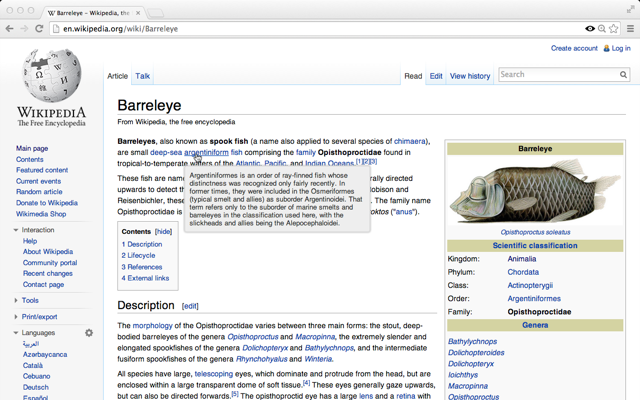 Barreleye – Wikipedia, the
en.wikipedia.org/wiki/Barreleye
Create account Log in
WIKIPEDIA
The Free Encyclopedia
Article Talk
Read Edit View history Search
Barreleye
From Wikipedia, the free encyclopedia
Barreleyes, also known as spook fish (a name also applied to several species of chimaera),
are small deep-sea argentiniform fish comprising the family Opisthoproctidae found in
tropical-to-temperate waters of the Atlantic, Pacific, and Indian Oceans.[1][2][3]
These fish are nam
rally directed
upwards to detect th
obison and
Reisenbichler, these
. The family name
Opisthoproctidae is
oktos ("anus").
Argentiniformes is an order of ray-finned fish whose
distinctness was recognized only fairly recently. In
former times, they were included in the Osmeriformes
(typical smelt and allies) as suborder Argentinoidei. That
term refers only to the suborder of marine smelts and
barreleyes in the classification used here, with the
slickheads and allies being the Alepocephaloidei.
Contents [hide]
1 Description
2 Lifecycle
3 References
4 External links
Description [edit]
The morphology of the Opisthoproctidae varies between three main forms: the stout, deep-
bodied barreleyes of the genera Opisthoproctus and Macropinna, the extremely slender and
elongated spookfishes of the genera Dolichopteryx and Bathylychnops, and the intermediate
fusiform spookfishes of the genera Rhynchohyalus and Winteria.
All species have large, telescoping eyes, which dominate and protrude from the head, but are
enclosed within a large transparent dome of soft tissue.[4] These eyes generally gaze upwards,
but can also be directed forwards.[5] The opisthoproctid eye has a large lens and a retina with
Main page
Contents
Featured content
Current events
Random article
Donate to Wikipedia
Wikimedia Shop
Interaction
Help
About Wikipedia
Community portal
Recent changes
Contact page
Tools
Print/export
Languages
العربية
Azərbaycanca
Català
Cebuano
Deutsch
Español
Barreleye
Opisthoproctus soleatus
Scientific classification
Kingdom: Animalia
Phylum: Chordata
Class: Actinopterygii
Order: Argentiniformes
Family: Opisthoproctidae
Genera
Bathylychnops
Dolichopteroides
Dolichopteryx
Ioichthys
Macropinna
Opisthoproctus